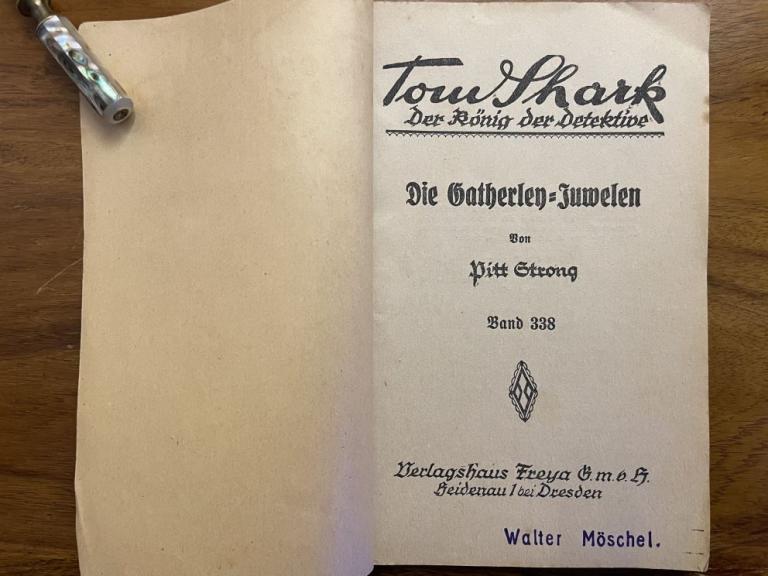 Tom Shark
Der König der Detektive
Die Gatherley-Juwelen
Von
Pitt Strong
Band 338
Verlagshaus Freya G. m. b. H.
Heidenau 1 bei Dresden
Walter Möschel.